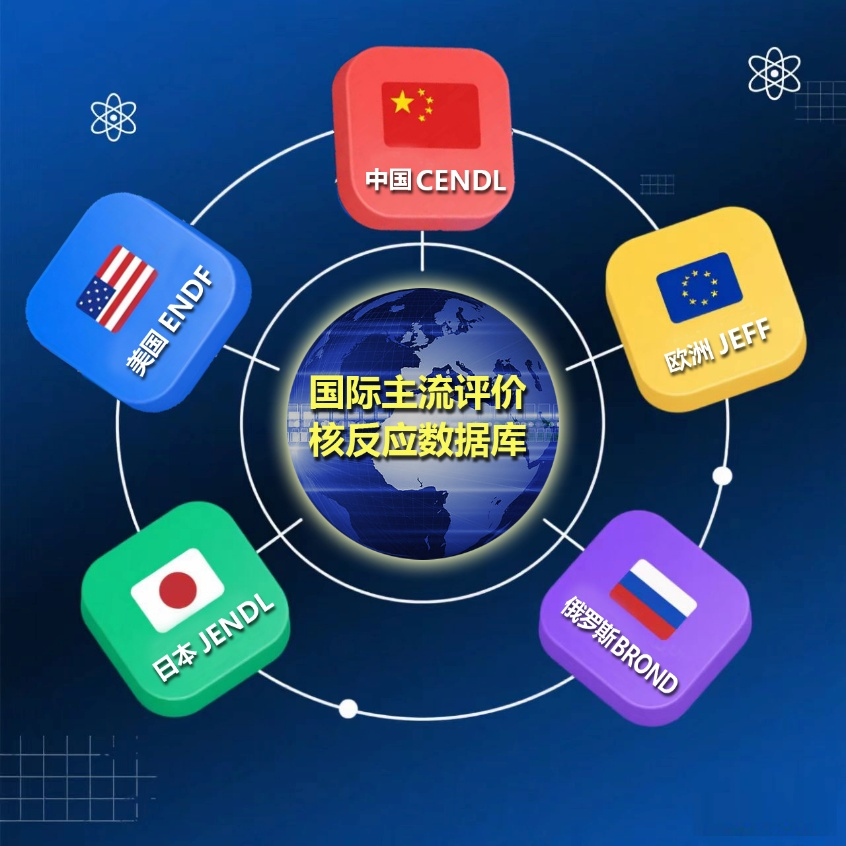 中国 CENDL
美国 ENDF
欧洲 JEFF
国际主流评价
核反应数据库
日本 JENDL
俄罗斯BROND